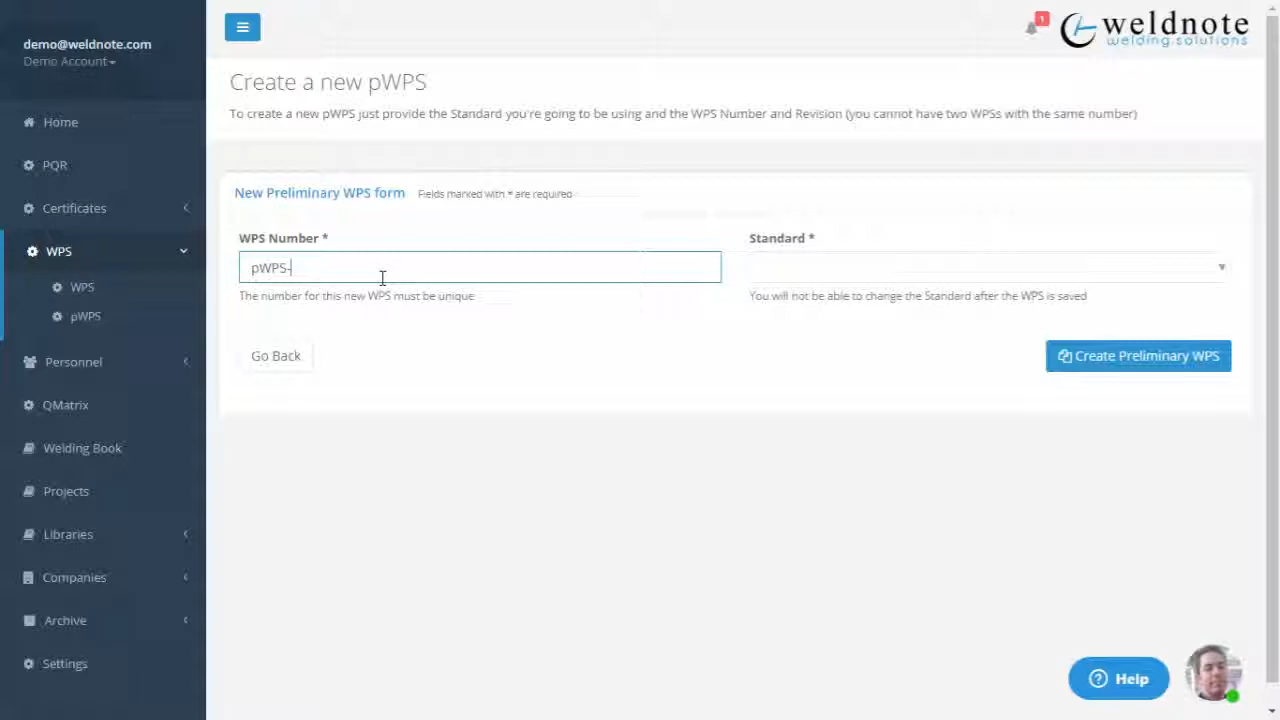 demo@weldnote.com
Demo Account
Home
PQR
Certificates
WPS
WPS
pWPS
Personnel
QMatrix
Welding Book
Projects
Libraries
Companies
Archive
Settings
1
weldnote
welding solutions
Create a new pWPS
To create a new pWPS just provide the Standard you're going to be using and the WPS Number and Revision (you cannot have two WPSs with the same number)
New Preliminary WPS form Fields marked with * are required
WPS Number * Standard *
pWPS-
The number for this new WPS must be unique You will not be able to change the Standard after the WPS is saved
Go Back Create Preliminary WPS
Help